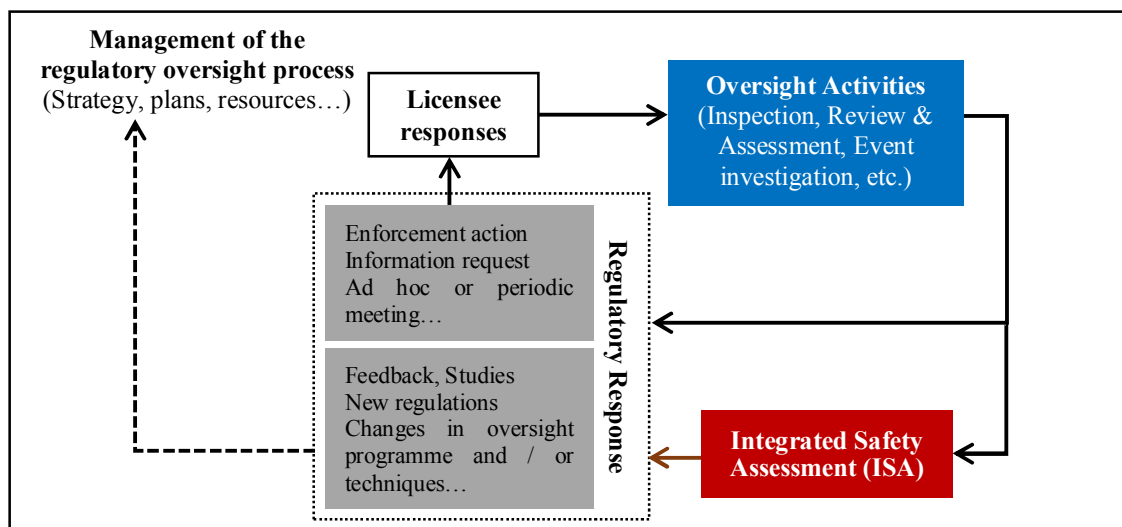 Management of the
regulatory oversight process
(Strategy, plans, resources…)
Licensee
responses
Oversight Activities
(Inspection, Review &
Assessment, Event
investigation, etc.)
Enforcement action
Information request
Ad hoc or periodic
meeting…
Feedback, Studies
New regulations
Changes in oversight
programme and / or
techniques…
Regulatory Response
Integrated Safety
Assessment (ISA)